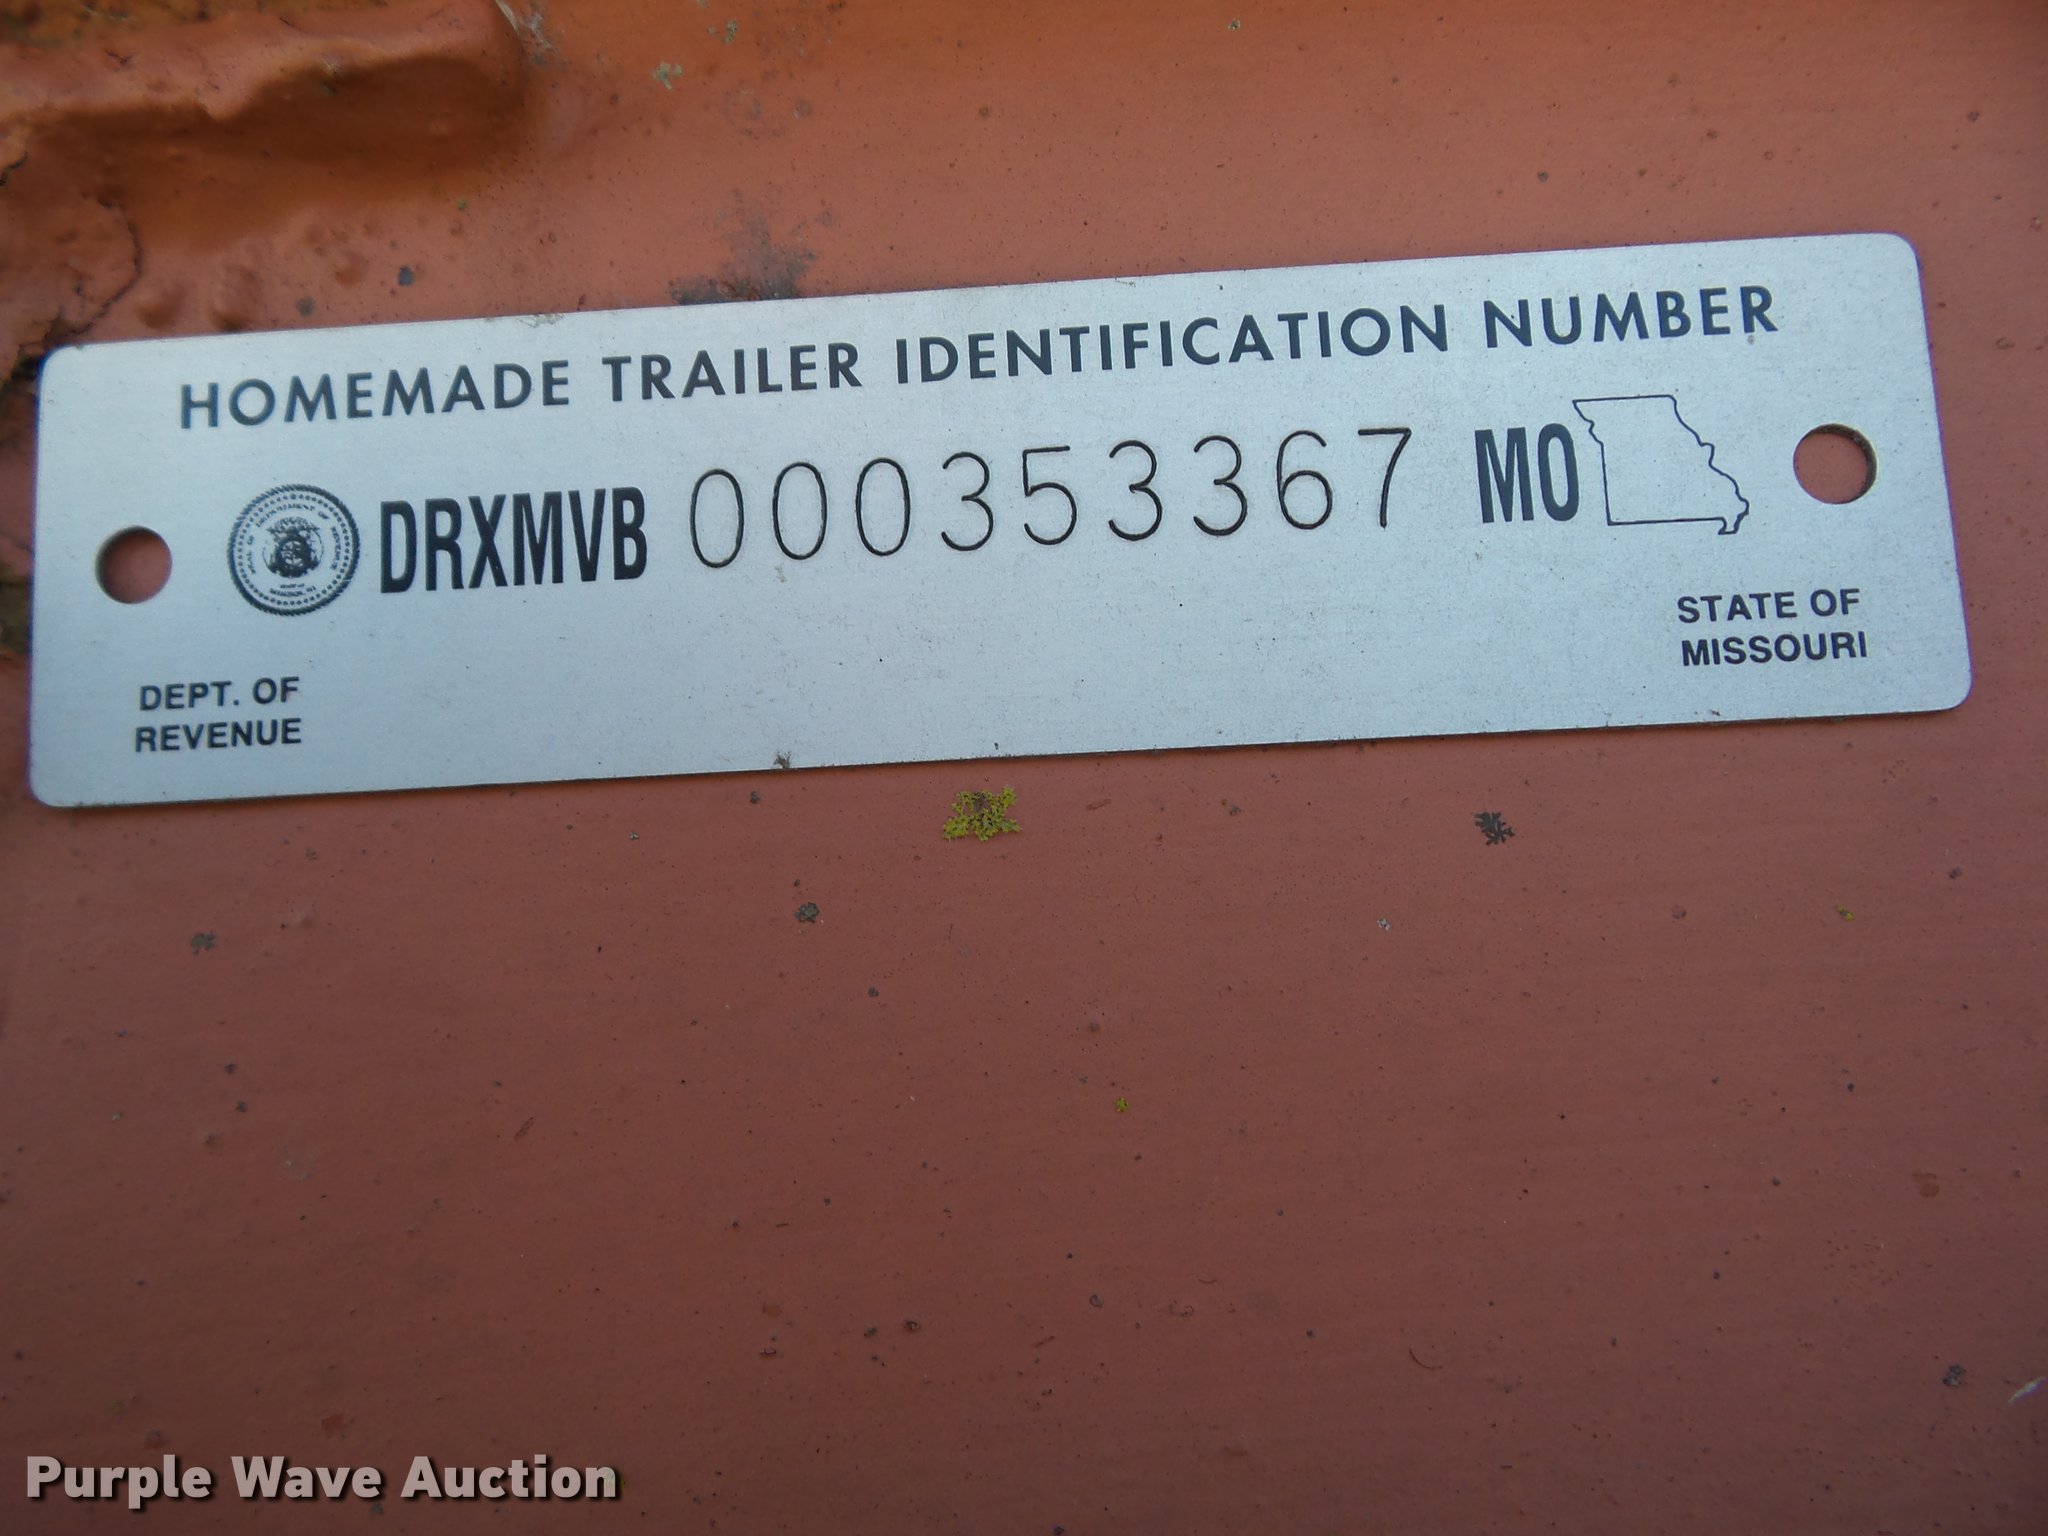 HOMEMADE TRAILER IDENTIFICATION NUMBER
DRXMVB 000353367 MO
DEPT. OF
REVENUE
STATE OF
MISSOURI
Purple Wave Auction